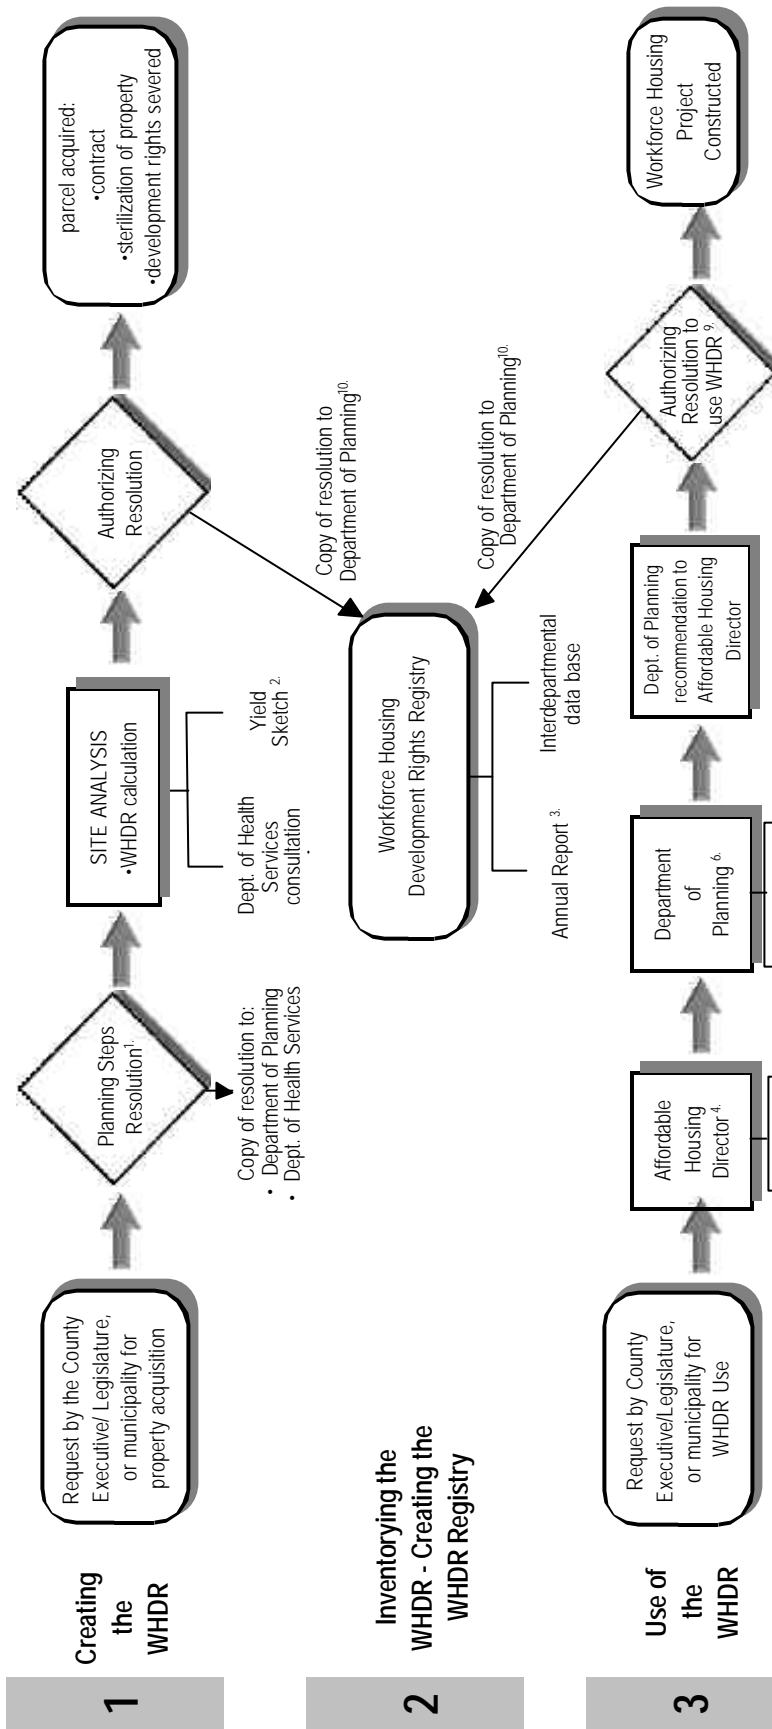 1
Creating
the
WHDR
Request by the County
Executive/ Legislature,
or municipality for
property acquisition
Planning Steps
Resolution1.
Copy of resolution to:
• Department of Planning
• Dept. of Health Services
SITE ANALYSIS
•WHDR calculation
Dept. of Health
Services
consultation
Yield
Sketch 2.
Authorizing
Resolution
Copy of resolution to
Department of Planning10.
parcel acquired:
•contract
•sterilization of property
•development rights severed
2
Inventorying the
WHDR - Creating the
WHDR Registry
Workforce Housing
Development Rights Registry
Annual Report 3.
Interdepartmental
data base
Copy of resolution to
Department of Planning10.
3
Use of
the
WHDR
Request by County
Executive/Legislature,
or municipality for
WHDR Use
Affordable
Housing
Director4.
Department
of
Planning 6.
Dept. of Planning
recommendation to
Affordable Housing
Director
Authorizing
Resolution to
use WHDR 9.
Workforce Housing
Project
Constructed